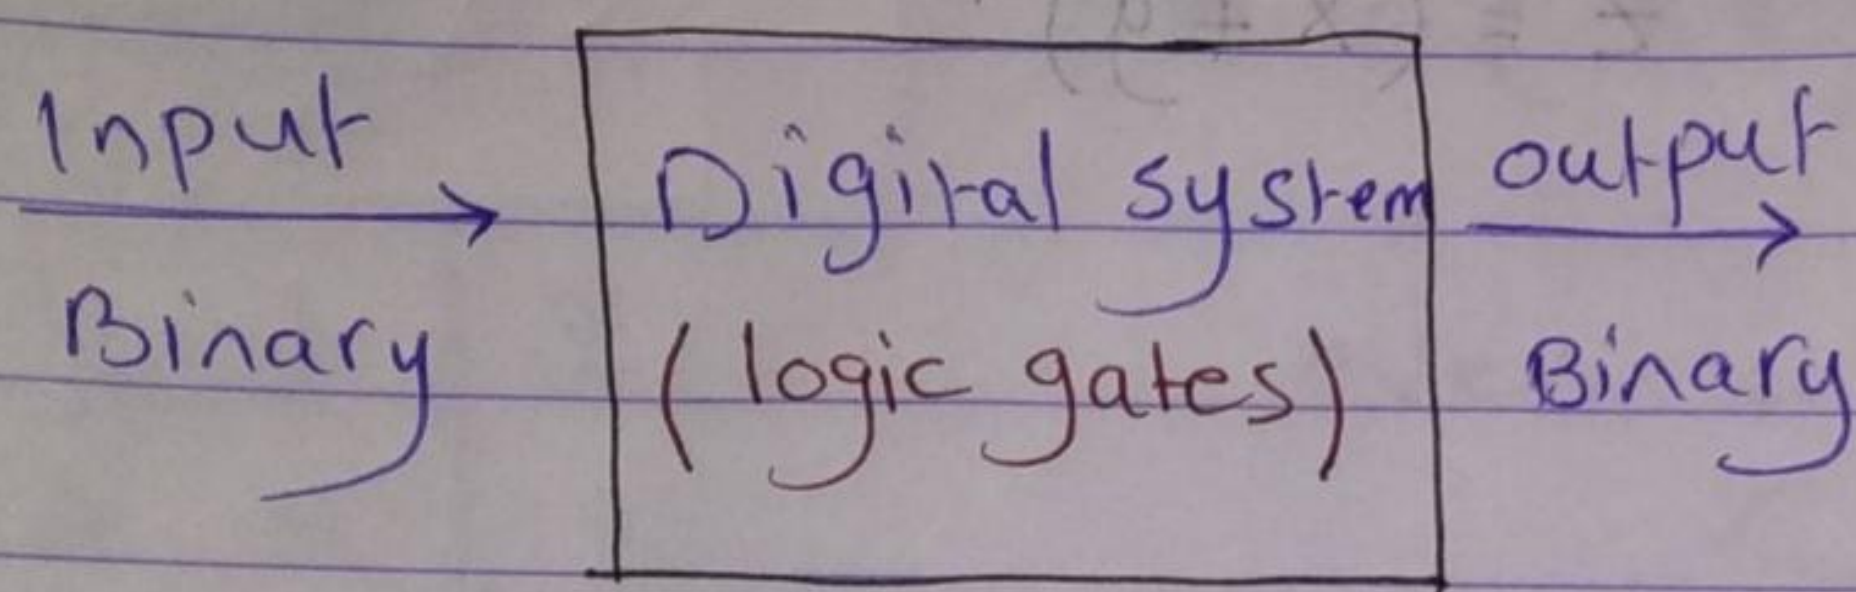 Input
Binary
Digital system
(logic gates)
output
Binary